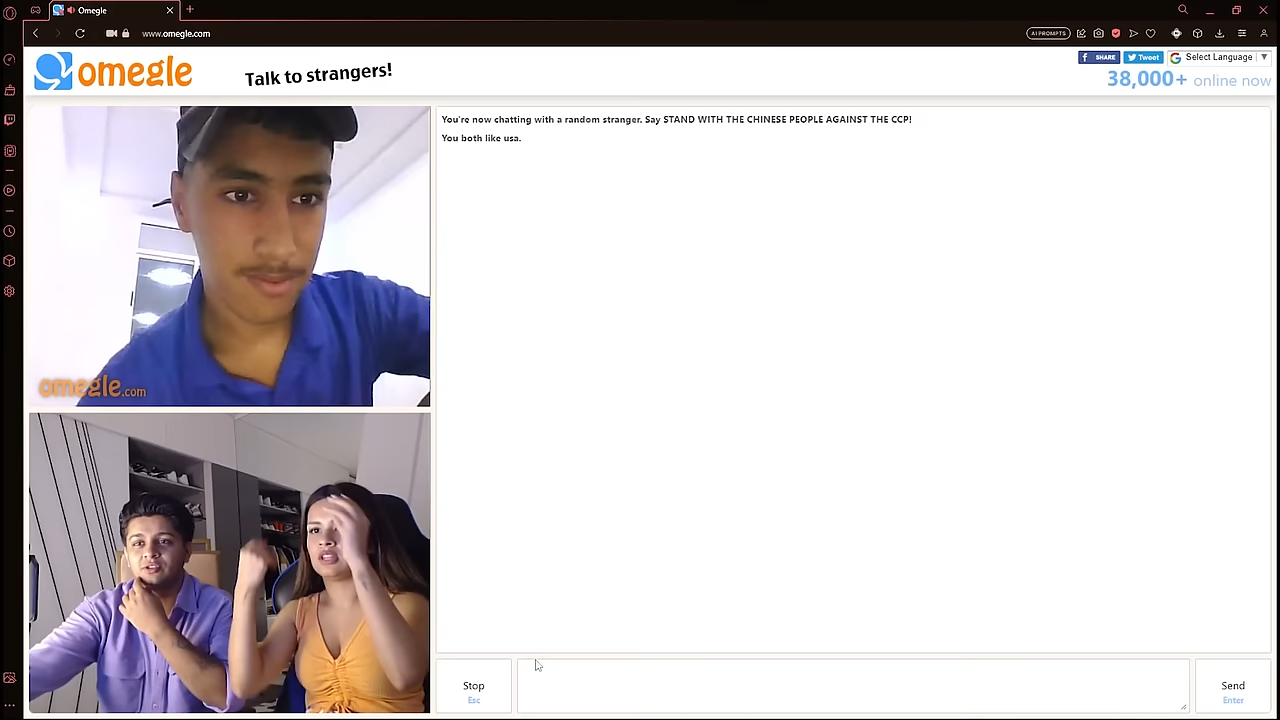 Omegle
www.omegle.com
AI PROMPTS
omegle
Talk to strangers!
SHARE
Tweet
Select Language
38,000+ online now
You're now chatting with a random stranger. Say STAND WITH THE CHINESE PEOPLE AGAINST THE CCP!
You both like usa.
omegle.com
Stop
Esc
Send
Enter